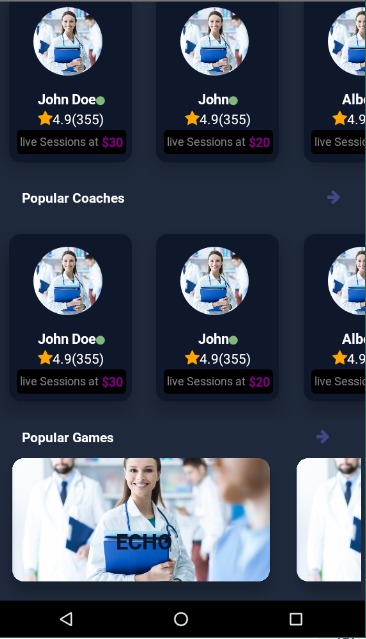 John Doe
John
Albe
4.9(355)
4.9(355)
4.9
live Sessions at $30
live Sessions at $20
live Sess
Popular Coaches
John Doe
John
Albe
4.9(355)
4.9(355)
4.9
live Sessions at $30
live Sessions at $20
live Sess
Popular Games
ECHO